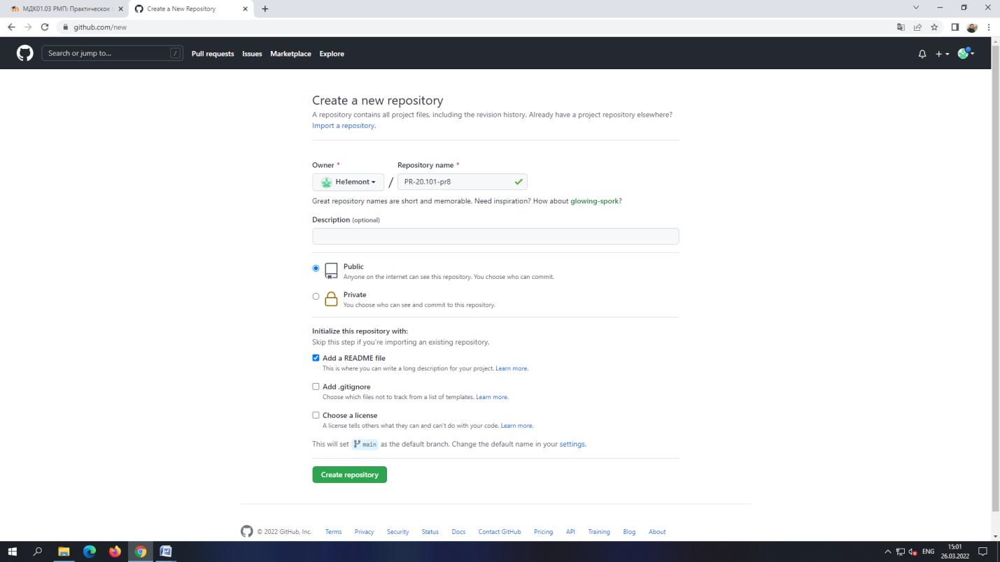 МДК01.03 РМП: Практическое
Create a New Repository
github.com/new
Search or jump to...
/
Pull requests Issues Marketplace Explore
Create a new repository
A repository contains all project files, including the revision history. Already have a project repository elsewhere?
Import a repository.
Owner * Repository name *
He1emont / PR-20.101-pr8
Great repository names are short and memorable. Need inspiration? How about glowing-spork?
Description (optional)
Public
Anyone on the internet can see this repository. You choose who can commit.
Private
You choose who can see and commit to this repository.
Initialize this repository with:
Skip this step if you're importing an existing repository.
Add a README file
This is where you can write a long description for your project. Learn more.
Add .gitignore
Choose which files not to track from a list of templates. Learn more.
Choose a license
A license tells others what they can and can't do with your code. Learn more.
This will set main as the default branch. Change the default name in your settings.
Create repository
© 2022 GitHub, Inc. Terms Privacy Security Status Docs Contact GitHub Pricing API Training Blog About
ENG
15:01
26.03.2022